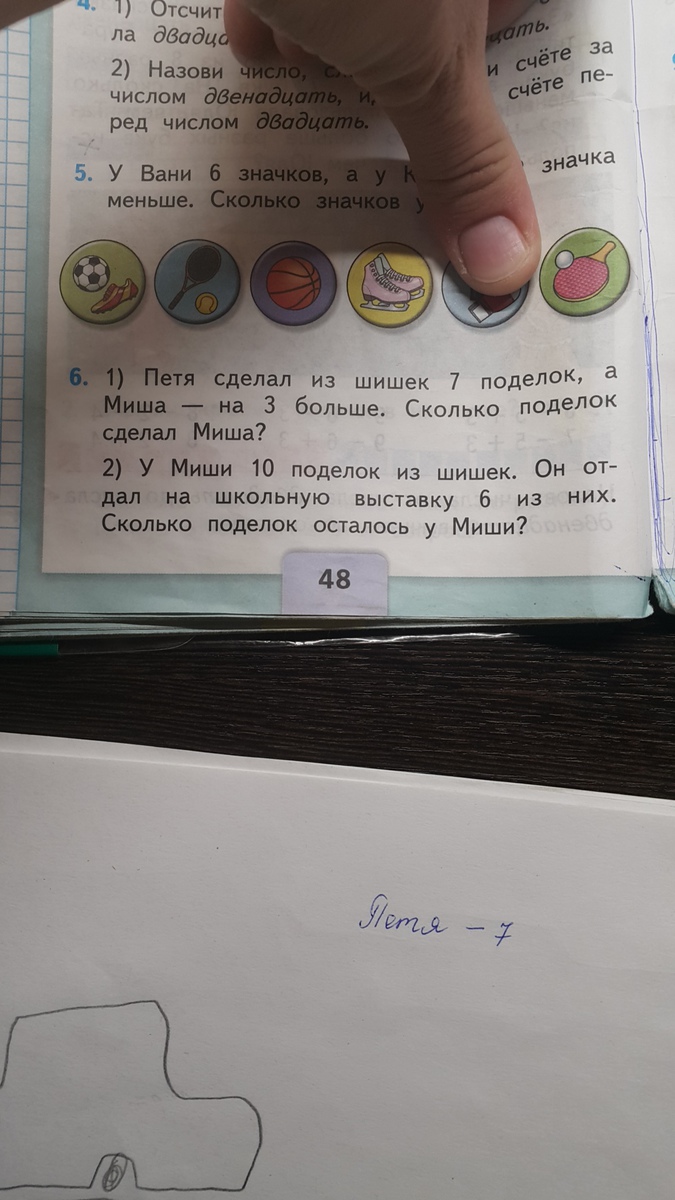 4. 1) Отсчит
ла
2) Назови число,
и счёте за
числом двенадцать, и,
счёте пе-
ред числом двадцать.
5. У Вани 6 значков, а у
значка
меньше. Сколько значков у
6. 1) Петя сделал из шишек 7 поделок, а
Миша — на 3 больше. Сколько поделок
сделал Миша?
2) У Миши 10 поделок из шишек. Он от-
дал на школьную выставку 6 из них.
Сколько поделок осталось у Миши?
48
Петя – 7